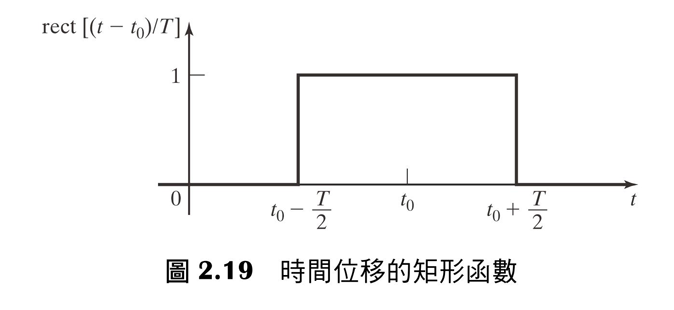 rect [(t − t₀)/T]
1
0
t₀ − T/2
t₀
t₀ + T/2
t
圖 2.19 時間位移的矩形函數